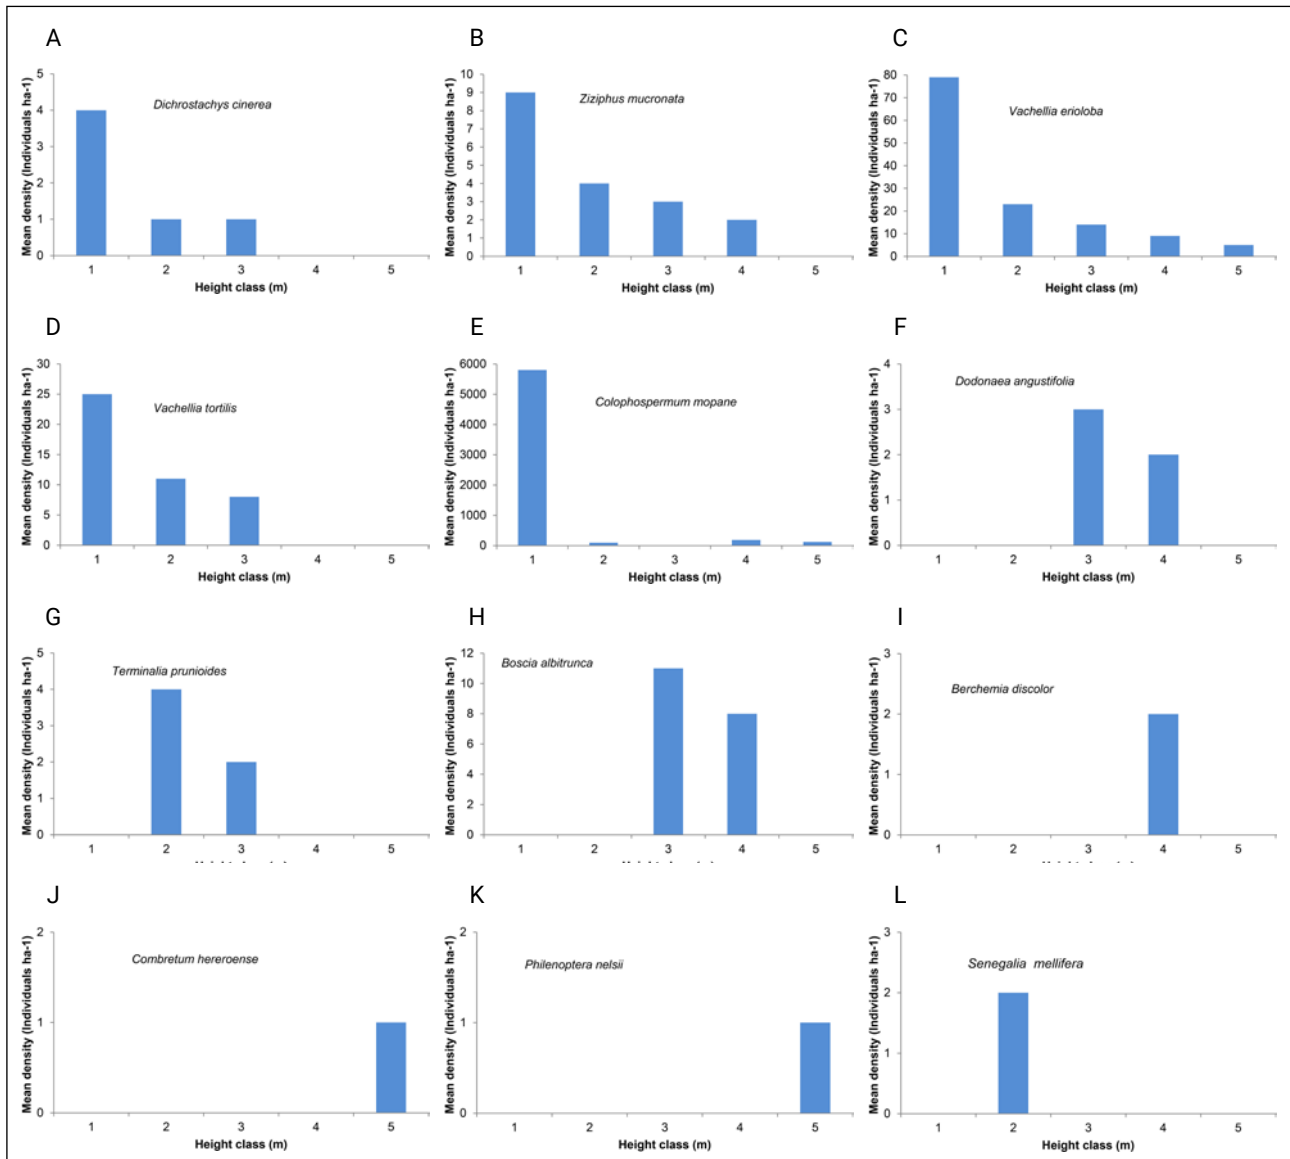 A
Mean density (Individuals ha-1)
5
4
3
2
1
0
Dichrostachys cinerea
1 2 3 4 5
Height class (m)
B
Mean density (Individuals ha-1)
10
9
8
7
6
5
4
3
2
1
0
Ziziphus mucronata
1 2 3 4 5
Height class (m)
C
Mean density (Individuals ha-1)
80
70
60
50
40
30
20
10
0
Vachellia erioloba
1 2 3 4 5
Height class (m)
D
Mean density (Individuals ha-1)
30
25
20
15
10
5
0
Vachellia tortilis
1 2 3 4 5
Height class (m)
E
Mean density (Individuals ha-1)
6000
5000
4000
3000
2000
1000
0
Colophospermum mopane
1 2 3 4 5
Height class (m)
F
Mean density (Individuals ha-1)
4
3
2
1
0
Dodonaea angustifolia
1 2 3 4 5
Height class (m)
G
Mean density (Individuals ha-1)
5
4
3
2
1
0
Terminalia prunioides
1 2 3 4 5
H
Mean density (Individuals ha-1)
12
10
8
6
4
2
0
Boscia albitrunca
1 2 3 4 5
I
Mean density (Individuals ha-1)
3
2
1
0
Berchemia discolor
1 2 3 4 5
J
Mean density (Individuals ha-1)
2
1
0
Combretum hereroense
1 2 3 4 5
Height class (m)
K
Mean density (Individuals ha-1)
2
1
0
Philenoptera nelsii
1 2 3 4 5
Height class (m)
L
Mean density (Individuals ha-1)
3
2
1
0
Senegalia mellifera
1 2 3 4 5
Height class (m)